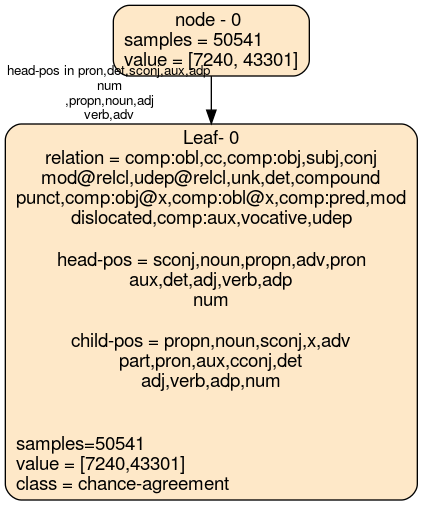 node - 0
samples = 50541
value = [7240, 43301]
head-pos in pron,det,sconj,aux,adp
num
,propn,noun,adj
verb,adv
Leaf- 0
relation = comp:obl,cc,comp:obj,subj,conj
mod@relcl,udep@relcl,unk,det,compound
punct,comp:obj@x,comp:obl@x,comp:pred,mod
dislocated,comp:aux,vocative,udep
head-pos = sconj,noun,propn,adv,pron
aux,det,adj,verb,adp
num
child-pos = propn,noun,sconj,x,adv
part,pron,aux,cconj,det
adj,verb,adp,num
samples=50541
value = [7240,43301]
class = chance-agreement